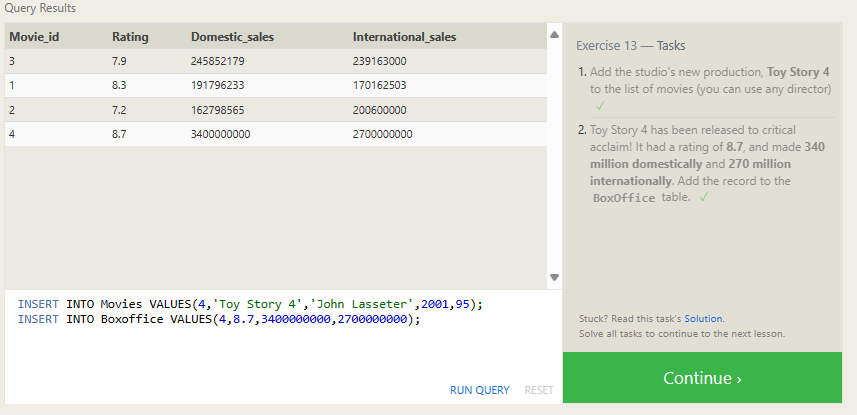 Query Results
Movie_id Rating Domestic_sales International_sales
3 7.9 245852179 239163000
1 8.3 191796233 170162503
2 7.2 162798565 200600000
4 8.7 3400000000 2700000000
INSERT INTO Movies VALUES(4,'Toy Story 4','John Lasseter',2001,95);
INSERT INTO Boxoffice VALUES(4,8.7,3400000000,2700000000);
RUN QUERY RESET
Exercise 13 — Tasks
1. Add the studio's new production, Toy Story 4
to the list of movies (you can use any director)
✓
2. Toy Story 4 has been released to critical
acclaim! It had a rating of 8.7, and made 340
million domestically and 270 million
internationally. Add the record to the
BoxOffice table. ✓
Stuck? Read this task's Solution.
Solve all tasks to continue to the next lesson.
Continue ›